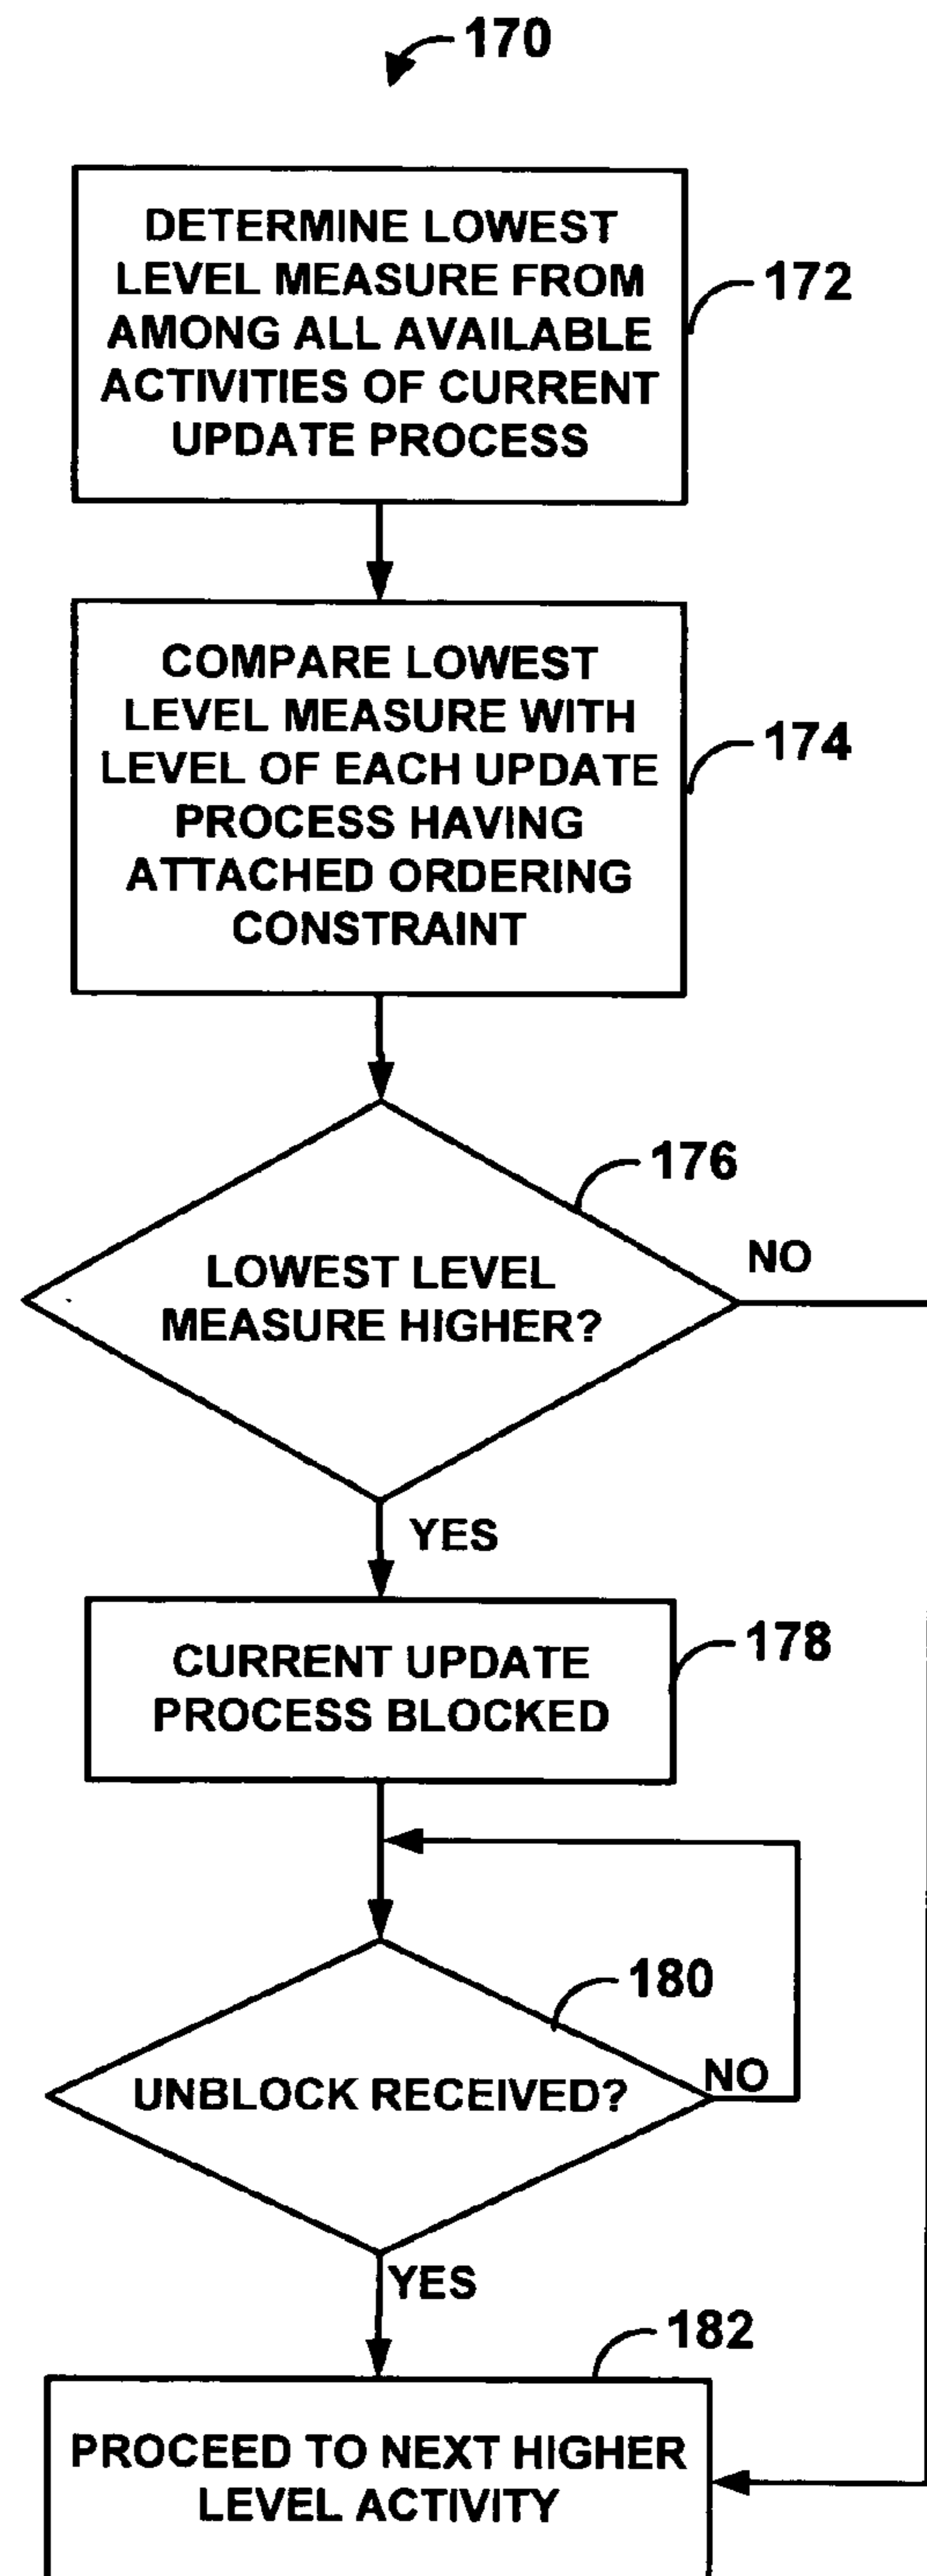 170
DETERMINE LOWEST
LEVEL MEASURE FROM
AMONG ALL AVAILABLE
ACTIVITIES OF CURRENT
UPDATE PROCESS
172
COMPARE LOWEST
LEVEL MEASURE WITH
LEVEL OF EACH UPDATE
PROCESS HAVING
ATTACHED ORDERING
CONSTRAINT
174
176
LOWEST LEVEL
MEASURE HIGHER?
NO
YES
CURRENT UPDATE
PROCESS BLOCKED
178
180
UNBLOCK RECEIVED?
NO
YES
182
PROCEED TO NEXT HIGHER
LEVEL ACTIVITY